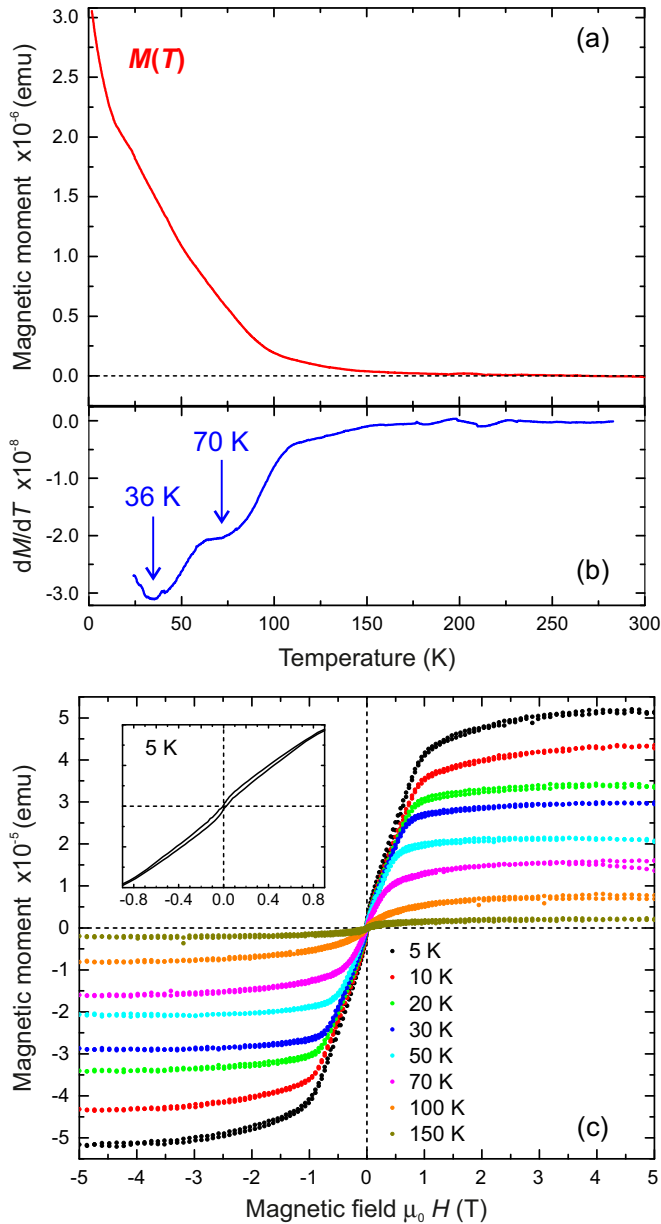 (a)
M(T)
Magnetic moment x10⁻⁶ (emu)
3.0
2.5
2.0
1.5
1.0
0.5
0.0
(b)
dM/dT x10⁻⁸
0.0
-1.0
-2.0
-3.0
70 K
36 K
0 50 100 150 200 250 300
Temperature (K)
Magnetic moment x10⁻⁵ (emu)
5
4
3
2
1
0
-1
-2
-3
-4
-5
5 K
-0.8 -0.4 0.0 0.4 0.8
5 K
10 K
20 K
30 K
50 K
70 K
100 K
150 K
(c)
-5 -4 -3 -2 -1 0 1 2 3 4 5
Magnetic field μ₀ H (T)